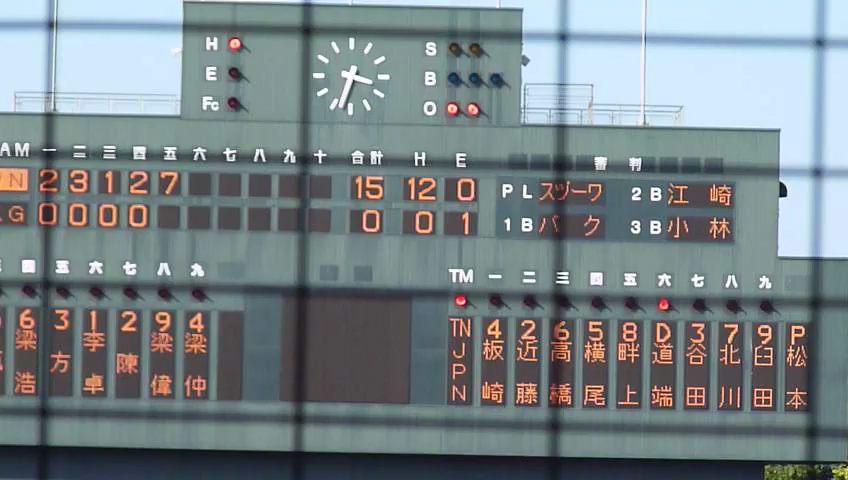 H S
E B
Fc O
AM 一 二 三 四 五 六 七 八 九 十 合計 H E 審判
PN 2 3 1 2 7 15 12 0 PL スヅーワ 2B 江崎
KG 0 0 0 0 0 0 1 1B パク 3B 小林
四 五 六 七 八 九 TM 一 二 三 四 五 六 七 八 九
6 3 1 2 9 4 TN 4 2 6 5 8 D 3 7 9 P
梁浩 方 李卓 陳 梁偉 梁仲 JPN 板崎 近藤 高橋 横尾 畔上 道端 谷田 北川 臼田 松本